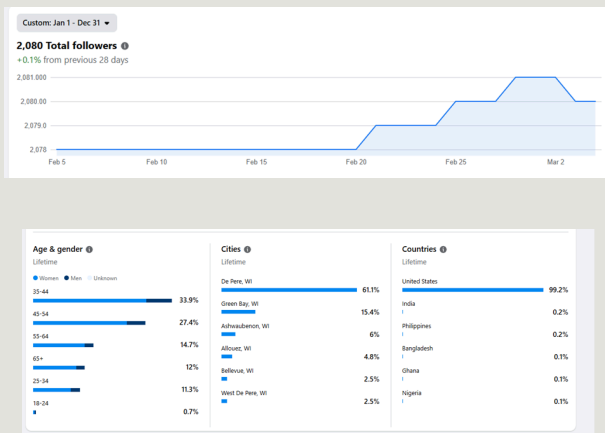 Custom: Jan 1 - Dec 31
2,080 Total followers
+0.1% from previous 28 days
2,081.000
2,080.00
2,079.0
2,078
Feb 5 Feb 10 Feb 15 Feb 20 Feb 25 Mar 2
Age & gender Cities Countries
Lifetime Lifetime Lifetime
Women Men Unknown
35-44 33.9%
45-54 27.4%
55-64 14.7%
65+ 12%
25-34 11.3%
18-24 0.7%
De Pere, WI 61.1%
Green Bay, WI 15.4%
Ashwaubenon, WI 6%
Allouez, WI 4.8%
Bellevue, WI 2.5%
West De Pere, WI 2.5%
United States 99.2%
India 0.2%
Philippines 0.2%
Bangladesh 0.1%
Ghana 0.1%
Nigeria 0.1%